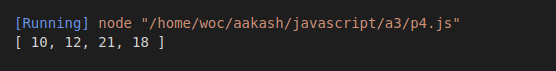 [Running] node "/home/woc/aakash/javascript/a3/p4.js"
[ 10, 12, 21, 18 ]